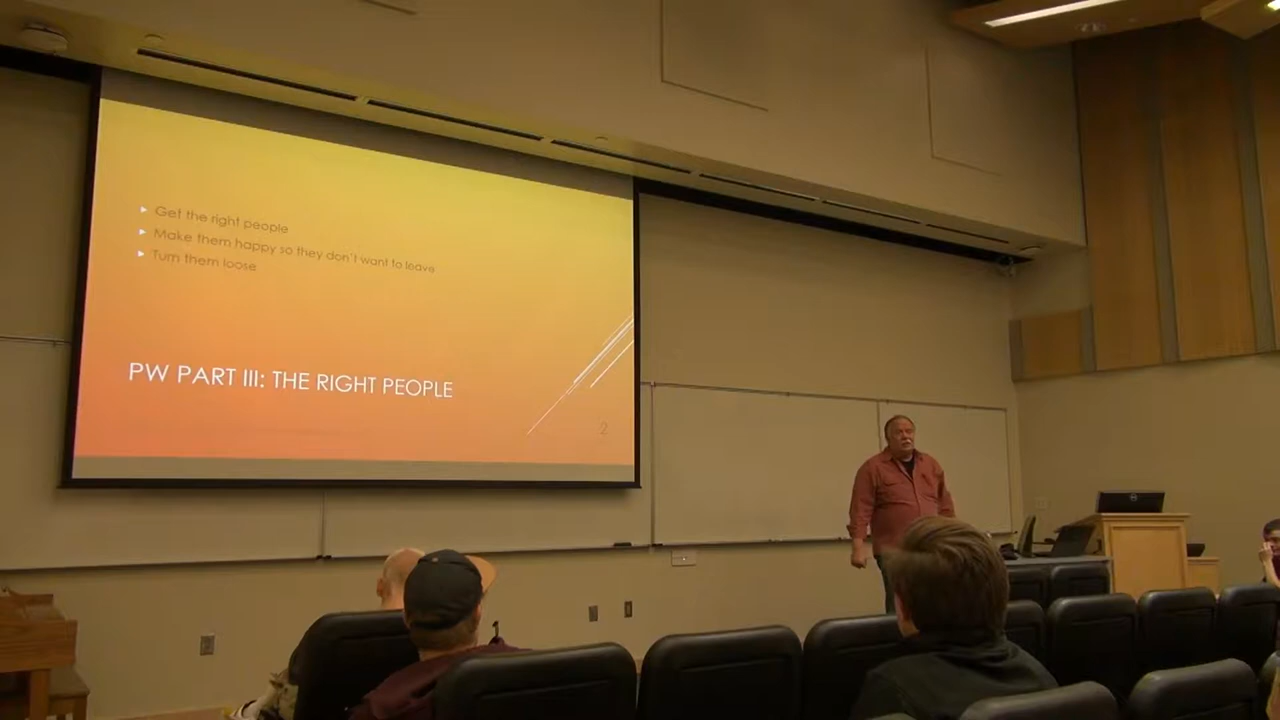 Get the right people
Make them happy so they don't want to leave
Turn them loose
PW PART III: THE RIGHT PEOPLE
2